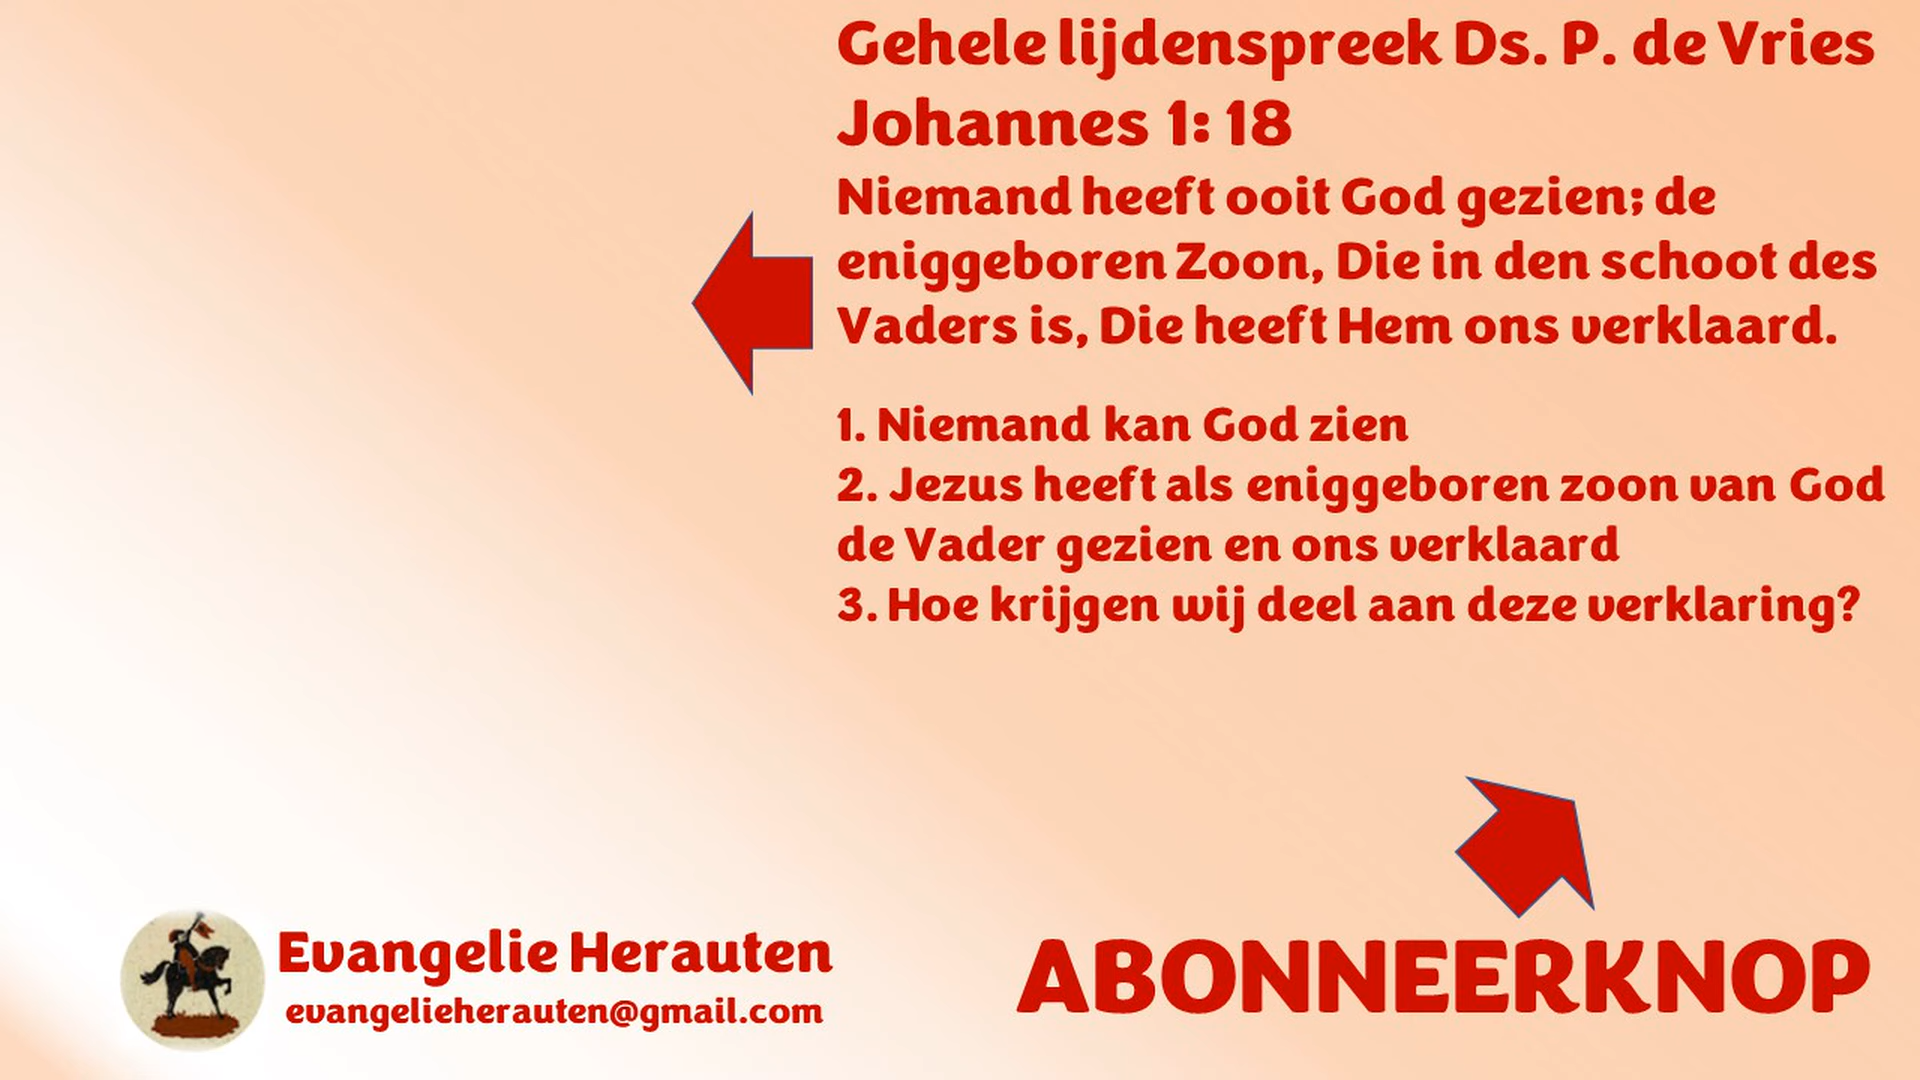 Gehele lijdenspreek Ds. P. de Vries
Johannes 1: 18
Niemand heeft ooit God gezien; de
eniggeboren Zoon, Die in den schoot des
Vaders is, Die heeft Hem ons verklaard.
1. Niemand kan God zien
2. Jezus heeft als eniggeboren zoon van God
de Vader gezien en ons verklaard
3. Hoe krijgen wij deel aan deze verklaring?
Evangelie Herauten
evangelieherauten@gmail.com
ABONNEERKNOP